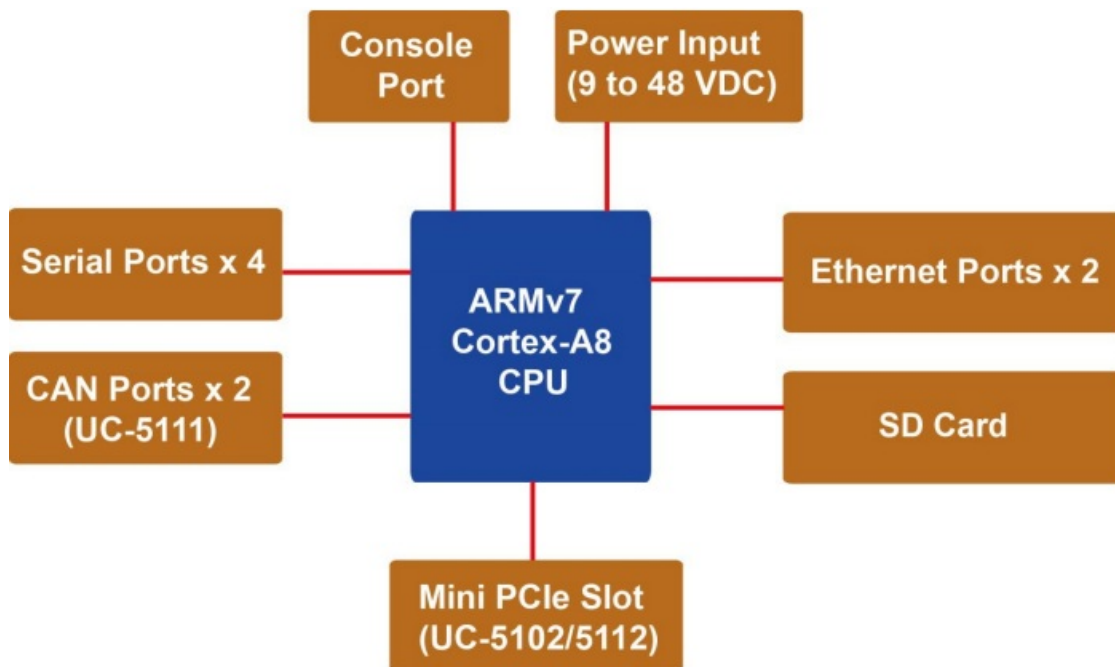 Console
Port
Power Input
(9 to 48 VDC)
Serial Ports x 4
Ethernet Ports x 2
ARMv7
Cortex-A8
CPU
CAN Ports x 2
(UC-5111)
SD Card
Mini PCIe Slot
(UC-5102/5112)